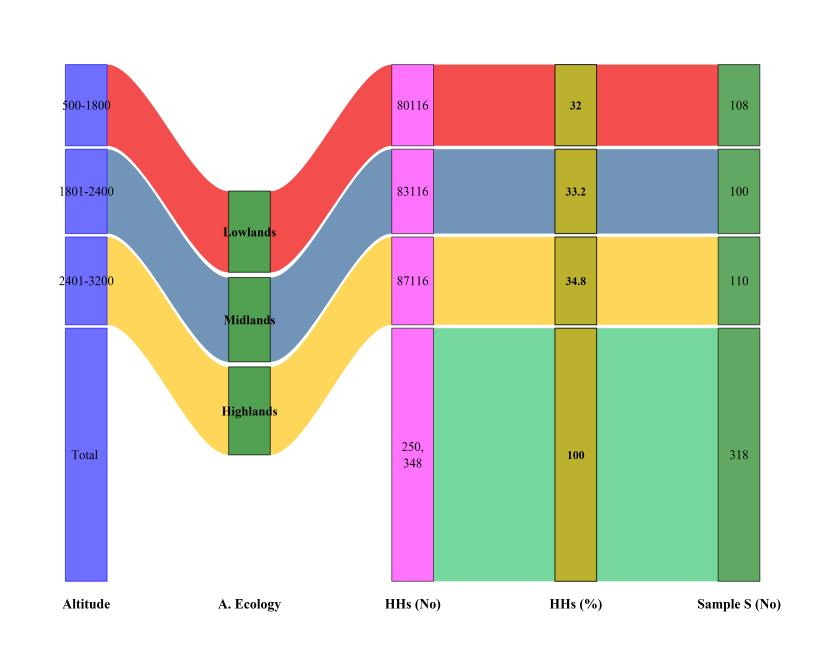 500-1800
80116
32
108
1801-2400
83116
33.2
100
Lowlands
2401-3200
87116
34.8
110
Midlands
Highlands
Total
250,
348
100
318
Altitude
A. Ecology
HHs (No)
HHs (%)
Sample S (No)